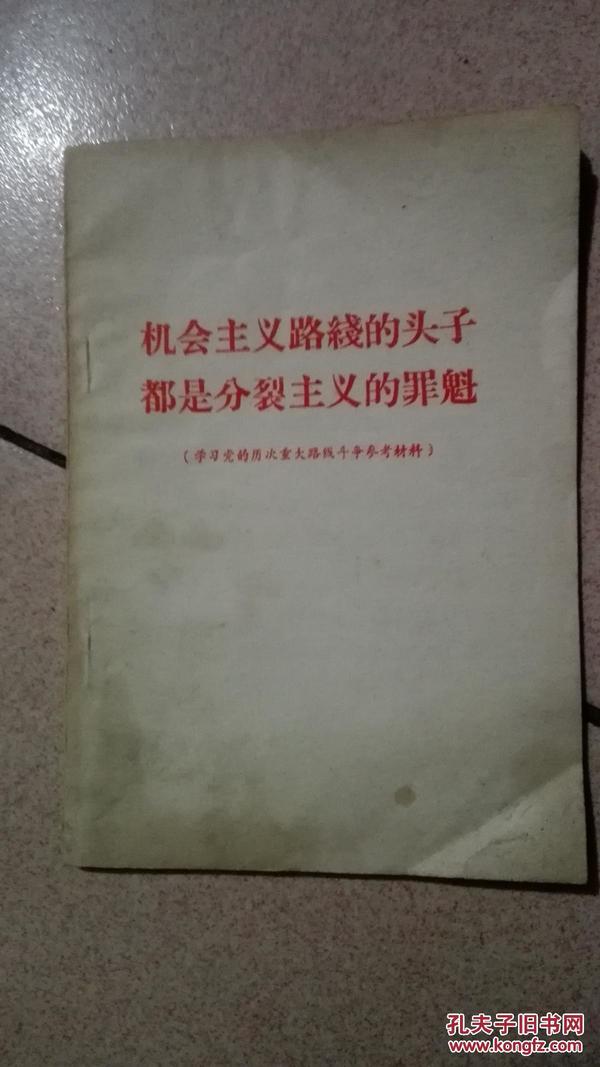 机会主义路綫的头子
都是分裂主义的罪魁
(学习党的历次重大路线斗争参考材料)
孔夫子旧书网
www.kongfz.com